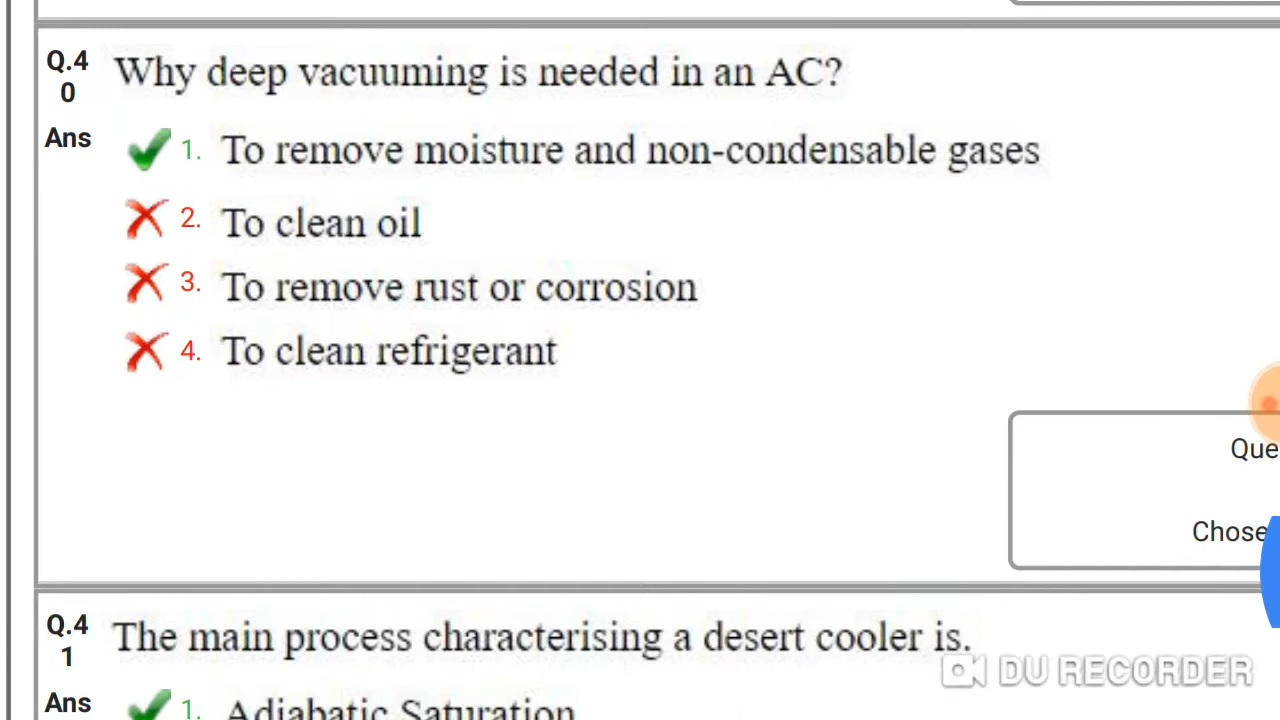 Q.4
0
Why deep vacuuming is needed in an AC?
Ans
1. To remove moisture and non-condensable gases
2. To clean oil
3. To remove rust or corrosion
4. To clean refrigerant
Que
Chose
Q.4
1
The main process characterising a desert cooler is.
DU RECORDER
Ans
1. Adiabatic Saturation